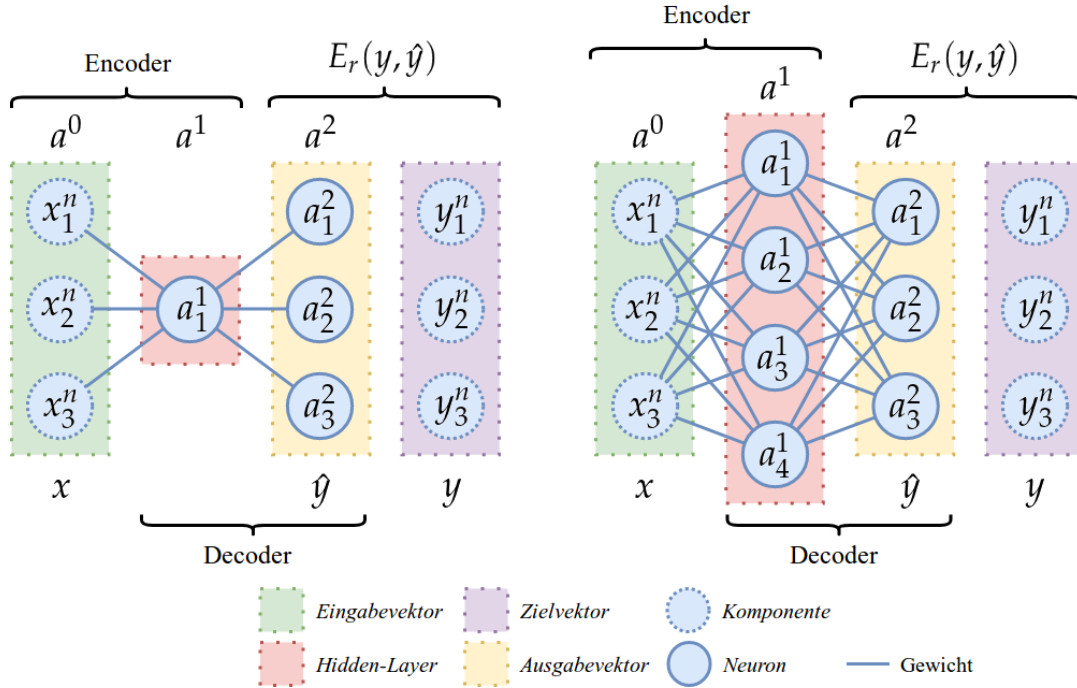 Encoder
E_r(y, ŷ)
a^0 a^1 a^2
x_1^n a_1^2 y_1^n
x_2^n a_1^1 a_2^2 y_2^n
x_3^n a_3^2 y_3^n
x ŷ y
Decoder
Encoder
E_r(y, ŷ)
a^1
a^0 a^2
a_1^1
x_1^n a_1^2 y_1^n
a_2^1
x_2^n a_2^2 y_2^n
a_3^1
x_3^n a_3^2 y_3^n
a_4^1
x ŷ y
Decoder
Eingabevektor Zielvektor Komponente
Hidden-Layer Ausgabevektor Neuron Gewicht